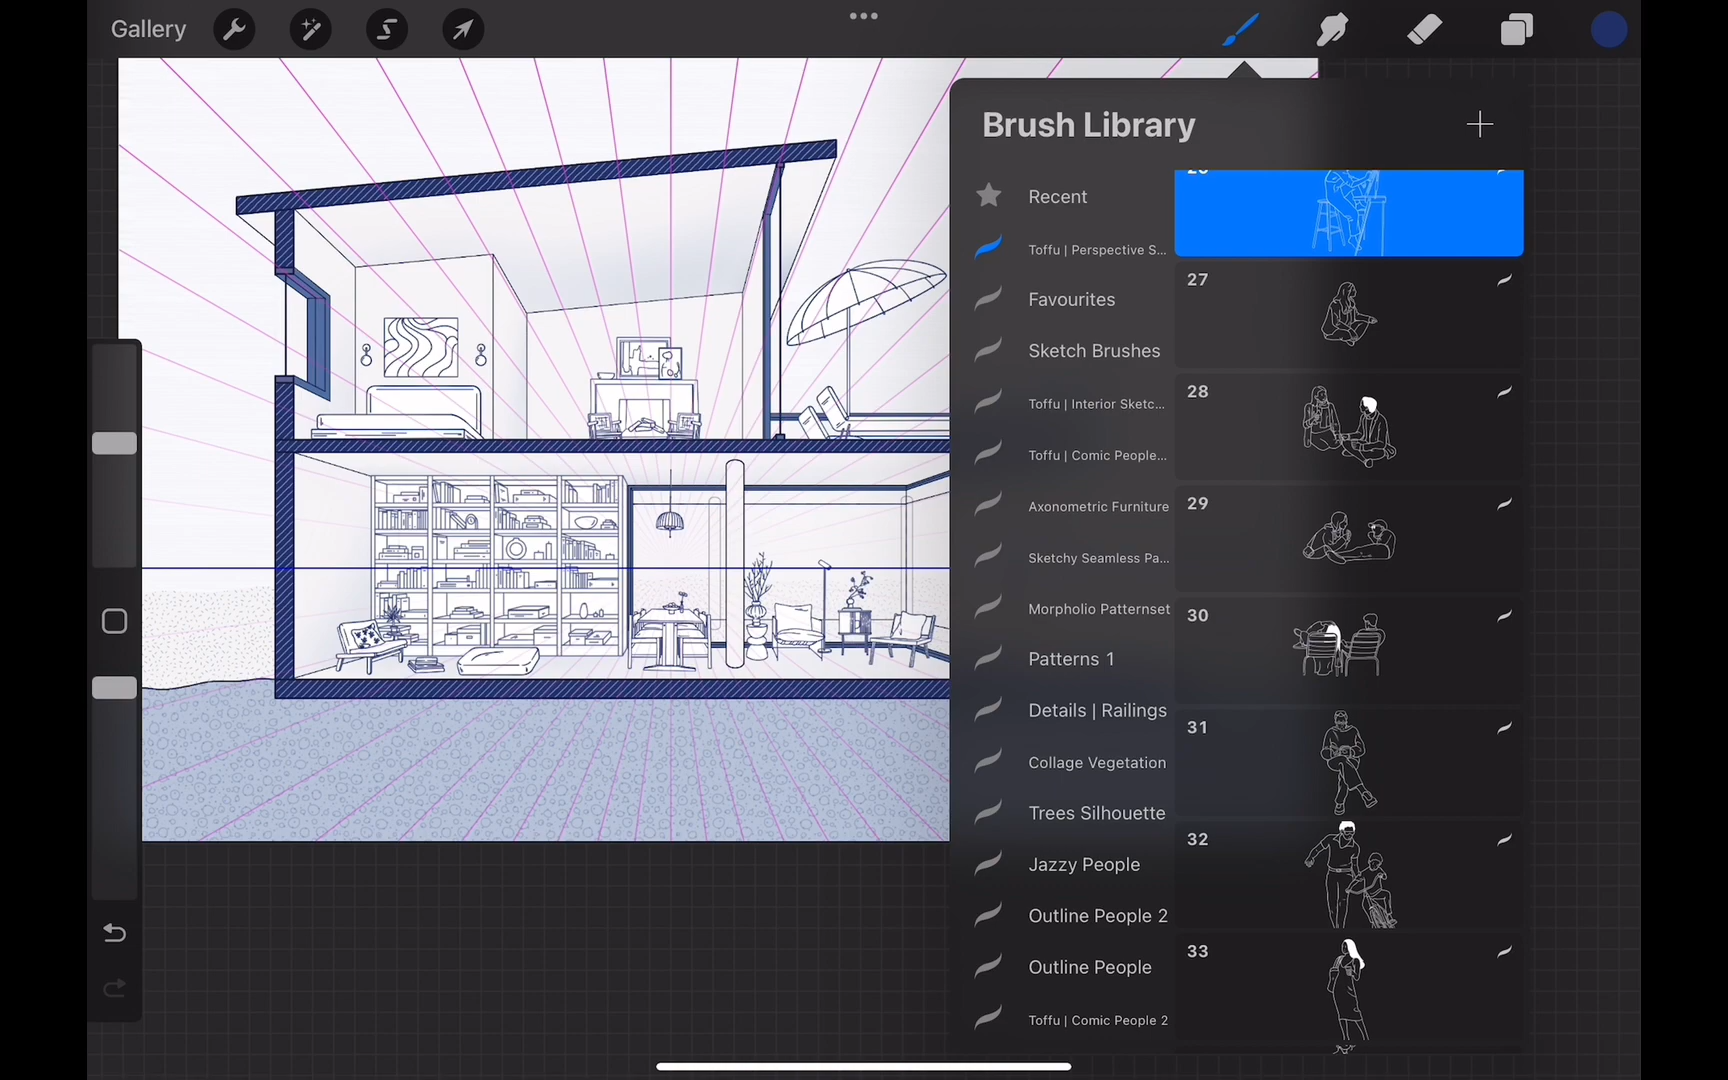 Gallery
Brush Library
Recent
Toffu | Perspective S...
Favourites
Sketch Brushes
Toffu | Interior Sketc...
Toffu | Comic People...
Axonometric Furniture
Sketchy Seamless Pa...
Morpholio Patternset
Patterns 1
Details | Railings
Collage Vegetation
Trees Silhouette
Jazzy People
Outline People 2
Outline People
Toffu | Comic People 2
27
28
29
30
31
32
33